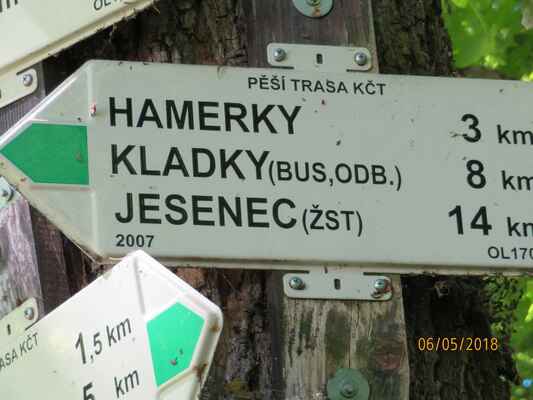 PĚŠÍ TRASA KČT
HAMERKY 3 km
KLADKY (BUS,ODB.) 8 km
JESENEC (ŽST) 14 km
2007
OL170
KČT
1,5 km
5 km
06/05/2018